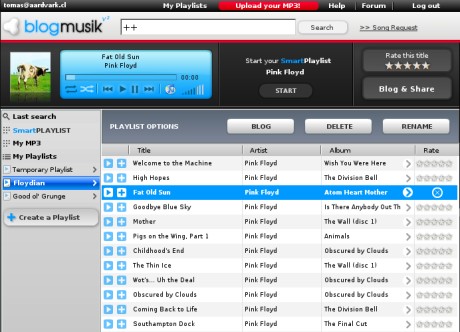 tomas@aardvark.cl My Playlists Upload your MP3! Help Forum Log out
blogmusik v1 ++ Search >> Song Request
Fat Old Sun
Pink Floyd
00:00
Start your SmartPlaylist
Pink Floyd
START
Rate this title
Blog & Share
Last search
SmartPLAYLIST
My MP3
My Playlists
Temporary Playlist
Floydian
Good ol' Grunge
Create a Playlist
PLAYLIST OPTIONS BLOG DELETE RENAME
Title Artist Album Rate
Welcome to the Machine Pink Floyd Wish You Were Here
High Hopes Pink Floyd The Division Bell
Fat Old Sun Pink Floyd Atom Heart Mother
Goodbye Blue Sky Pink Floyd Is There Anybody Out Th
Mother Pink Floyd The Wall (disc 1)
Pigs on the Wing, Part 1 Pink Floyd Animals
Childhood's End Pink Floyd Obscured by Clouds
The Thin Ice Pink Floyd The Wall (disc 1)
Wot's... Uh the Deal Pink Floyd Obscured by Clouds
Obscured by Clouds Pink Floyd Obscured by Clouds
Coming Back to Life Pink Floyd The Division Bell
Southampton Dock Pink Floyd The Final Cut